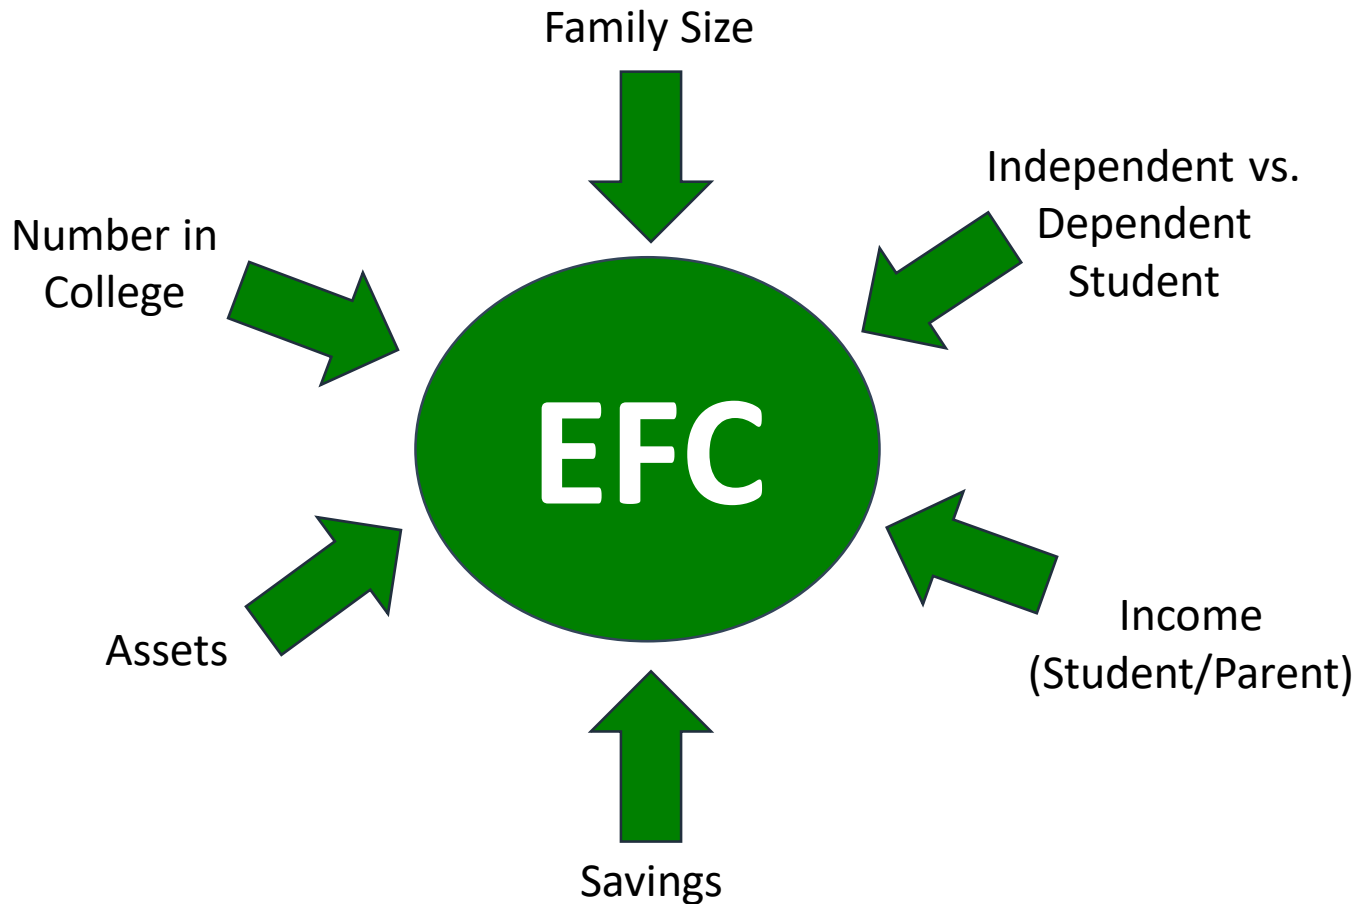 Family Size
Independent vs.
Dependent
Student
Number in
College
EFC
Assets
Income
(Student/Parent)
Savings